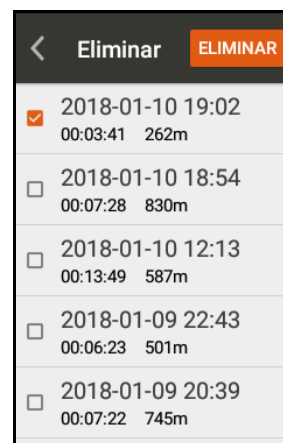 Eliminar ELIMINAR
2018-01-10 19:02
00:03:41 262m
2018-01-10 18:54
00:07:28 830m
2018-01-10 12:13
00:13:49 587m
2018-01-09 22:43
00:06:23 501m
2018-01-09 20:39
00:07:22 745m